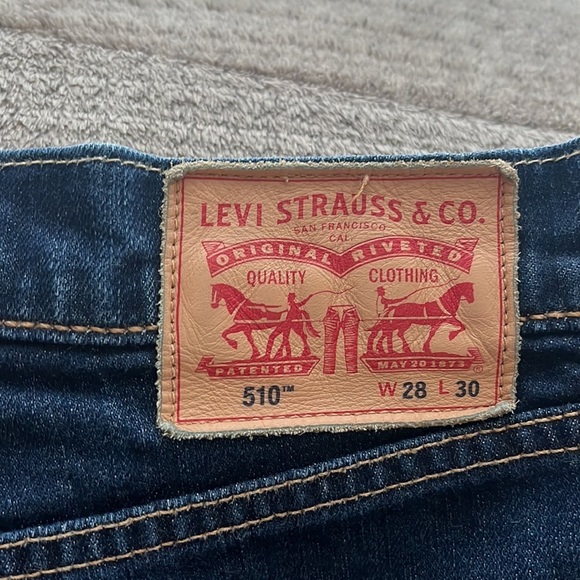 LEVI STRAUSS & CO.
SAN FRANCISCO
CAL
ORIGINAL RIVETED
QUALITY CLOTHING
PATENTED MAY 20 1873
510™ W 28 L 30